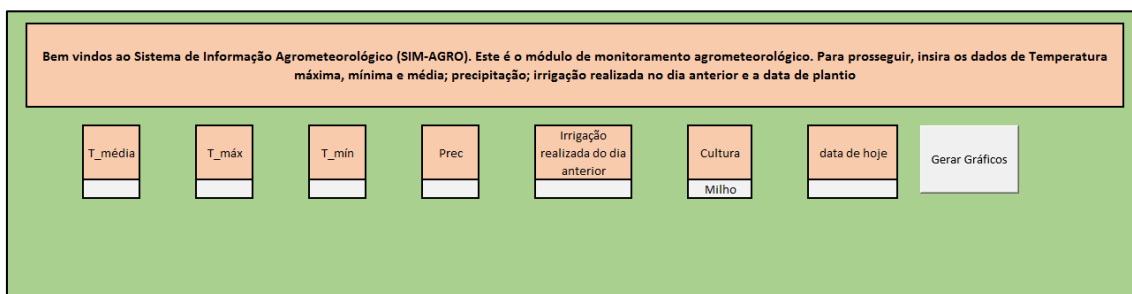 Bem vindos ao Sistema de Informação Agrometeorológico (SIM-AGRO). Este é o módulo de monitoramento agrometeorológico. Para prosseguir, insira os dados de Temperatura
máxima, mínima e média; precipitação; irrigação realizada no dia anterior e a data de plantio
T_média
T_máx
T_mín
Prec
Irrigação
realizada do dia
anterior
Cultura
Milho
data de hoje
Gerar Gráficos